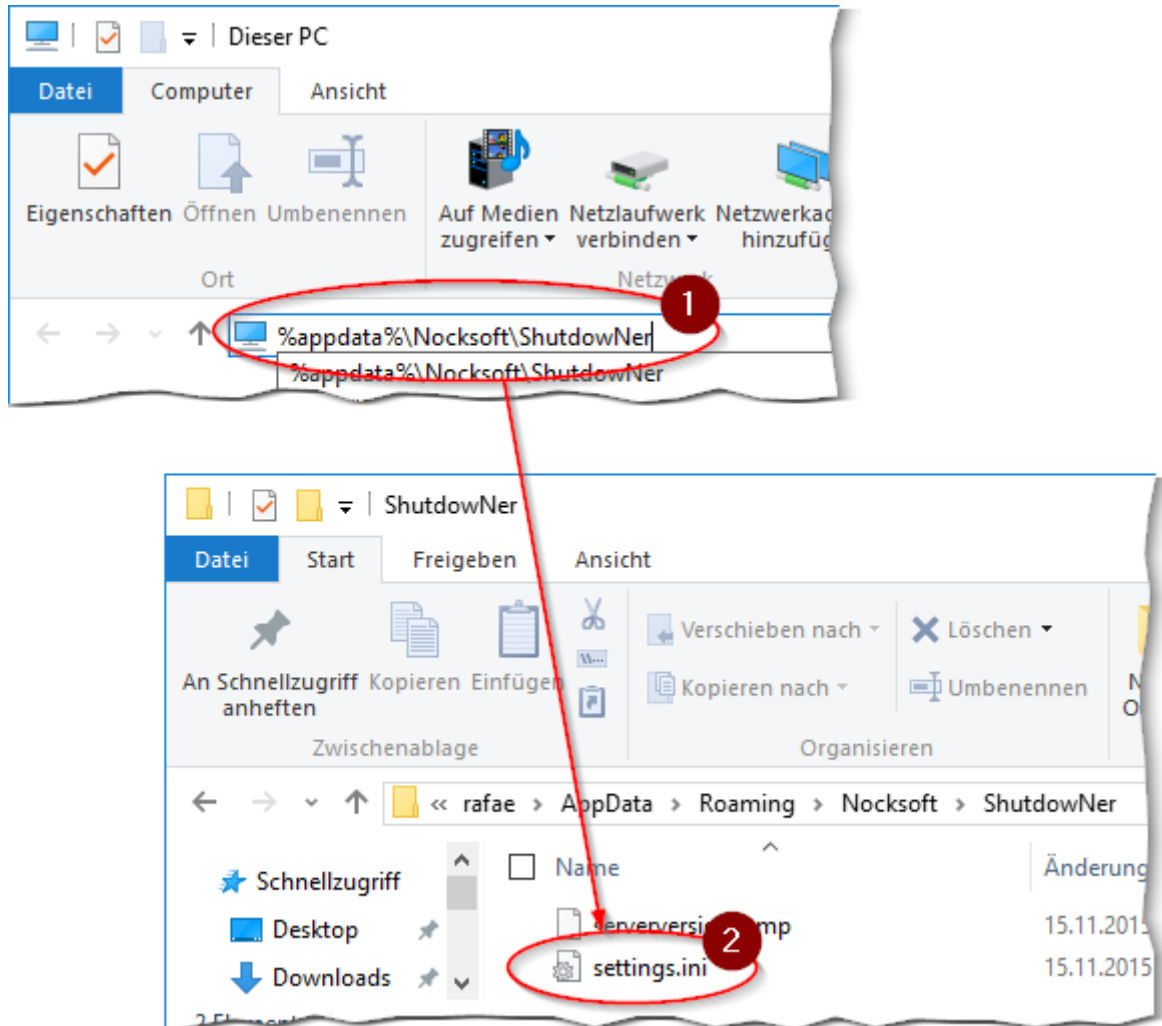 Dieser PC
Datei Computer Ansicht
Eigenschaften Öffnen Umbenennen Auf Medien Netzlaufwerk
zugreifen verbinden
Ort Netzwerk
1
%appdata%\Nocksoft\ShutdowNer
%appdata%\Nocksoft\ShutdowNer
ShutdowNer
Datei Start Freigeben Ansicht
Verschieben nach Löschen
An Schnellzugriff Kopieren Einfügen Kopieren nach Umbenennen
anheften
Zwischenablage Organisieren
« rafae > AppData > Roaming > Nocksoft > ShutdowNer
Name
Schnellzugriff
Desktop 15.11.2015
2
Downloads settings.ini 15.11.2015